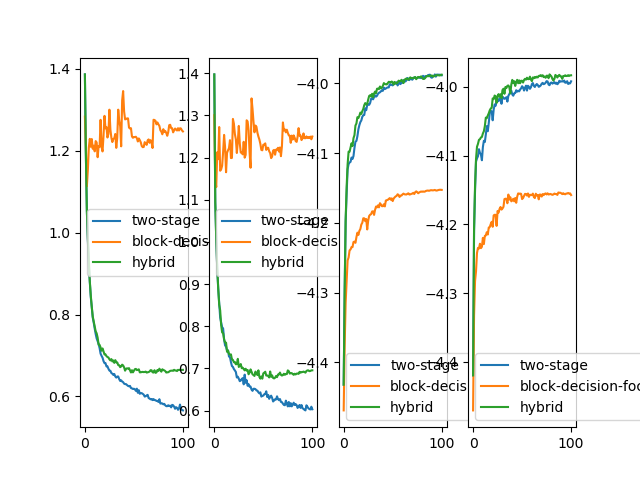 1.4
1.2
1.0
0.8
0.6
0
100
two-stage
block-decis
hybrid
1.4
1.3
1.2
1.1
1.0
0.9
0.8
0.7
0.6
0
100
two-stage
block-decis
hybrid
−4.0
−4.1
−4.2
−4.3
−4.4
0
100
two-stage
block-decis
hybrid
−4.0
−4.1
−4.2
−4.3
−4.4
0
100
two-stage
block-decision-foc
hybrid